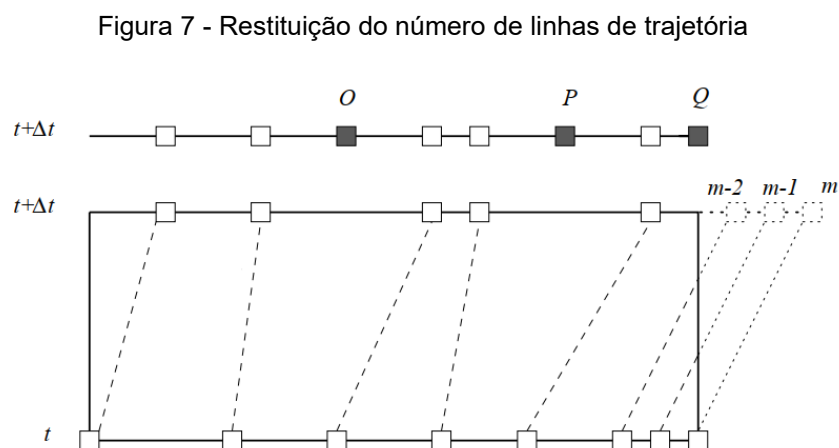 Figura 7 - Restituição do número de linhas de trajetória
O P Q
t+Δt
m-2 m-1 m
t+Δt
t